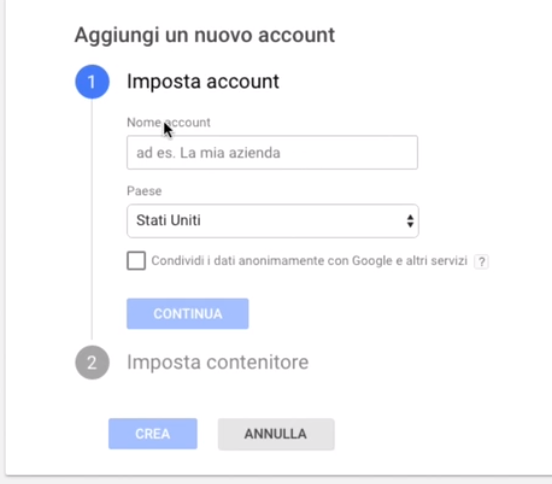 Aggiungi un nuovo account
1 Imposta account
Nome account
ad es. La mia azienda
Paese
Stati Uniti
Condividi i dati anonimamente con Google e altri servizi ?
CONTINUA
2 Imposta contenitore
CREA ANNULLA